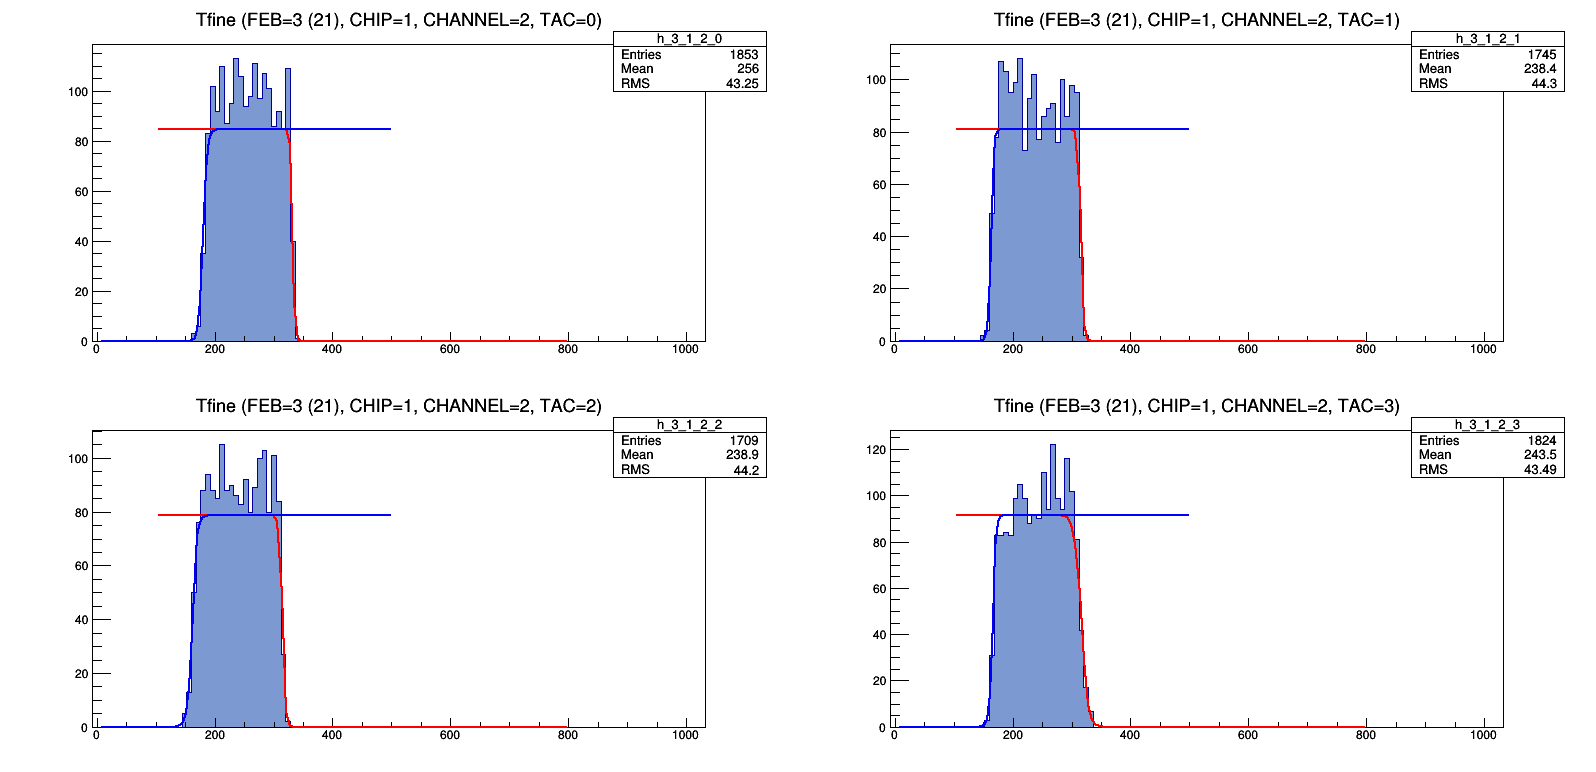 Tfine (FEB=3 (21), CHIP=1, CHANNEL=2, TAC=0)
h_3_1_2_0
Entries 1853
Mean 256
RMS 43.25
100
80
60
40
20
0
0 200 400 600 800 1000
Tfine (FEB=3 (21), CHIP=1, CHANNEL=2, TAC=1)
h_3_1_2_1
Entries 1745
Mean 238.4
RMS 44.3
100
80
60
40
20
0
0 200 400 600 800 1000
Tfine (FEB=3 (21), CHIP=1, CHANNEL=2, TAC=2)
h_3_1_2_2
Entries 1709
Mean 238.9
RMS 44.2
100
80
60
40
20
0
0 200 400 600 800 1000
Tfine (FEB=3 (21), CHIP=1, CHANNEL=2, TAC=3)
h_3_1_2_3
Entries 1824
Mean 243.5
RMS 43.49
120
100
80
60
40
20
0
0 200 400 600 800 1000